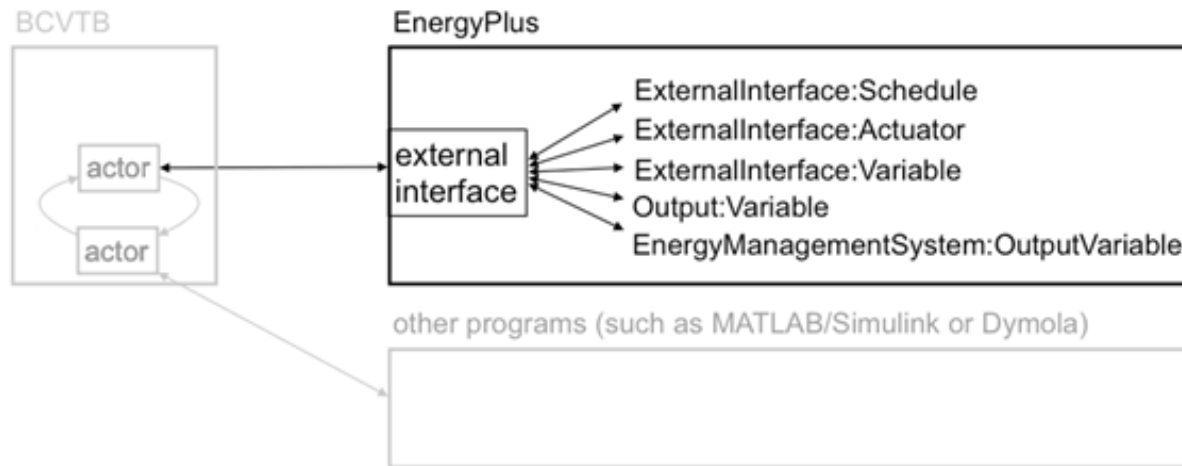 BCVTB
EnergyPlus
ExternalInterface:Schedule
ExternalInterface:Actuator
ExternalInterface:Variable
Output:Variable
EnergyManagementSystem:OutputVariable
external
interface
actor
actor
other programs (such as MATLAB/Simulink or Dymola)